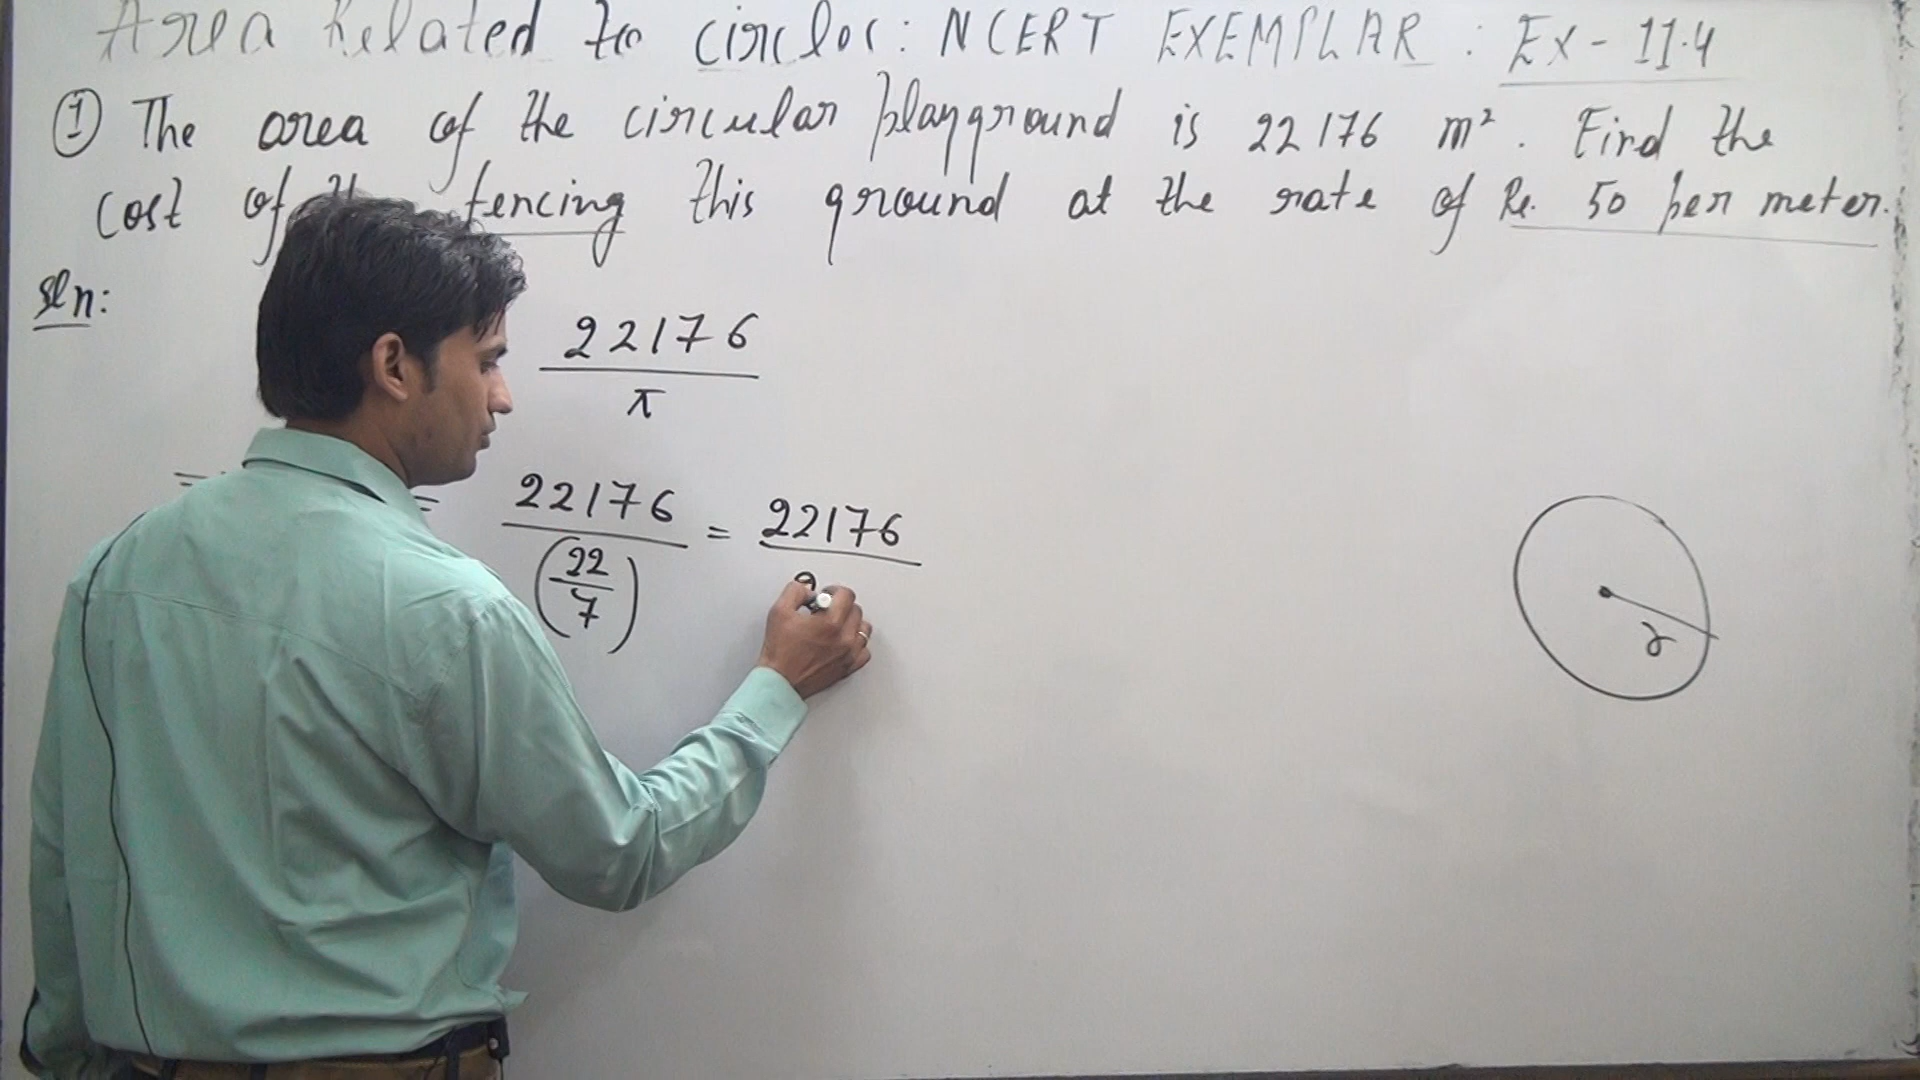 Area Related to circles: NCERT EXEMPLAR : Ex - 11.4
① The area of the circular playground is 22176 m². Find the
cost of fencing this ground at the rate of Re. 50 per meter.
Sln:
22176
π
= = 22176 = 22176
(22
7)
r